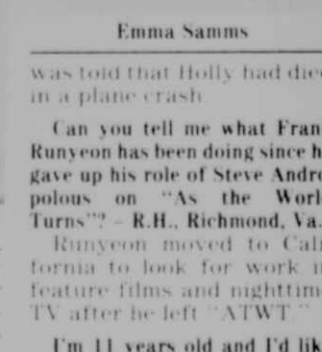 Emma Samms
was told that Holly had die
in a plane crash
Can you tell me what Fran
Runyeon has been doing since h
gave up his role of Steve Andro
polous on "As the Worl
Turns"? – R.H., Richmond, Va.
Runyeon moved to Cali
fornia to look for work i
feature films and nighttim
TV after he left "ATWT."
I'm 11 years old and I'd lik